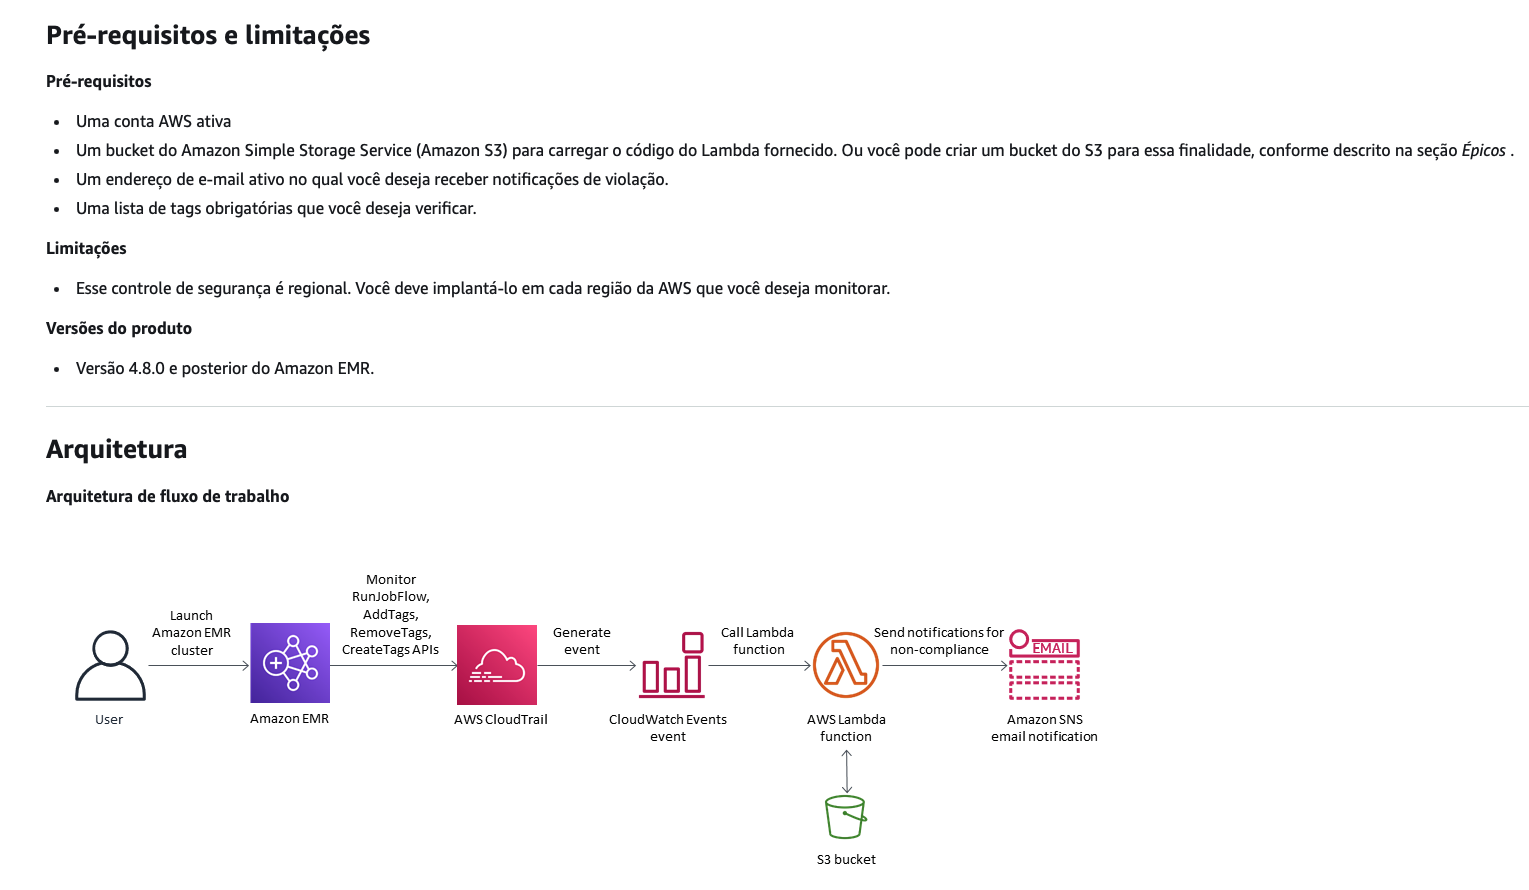 Pré-requisitos e limitações
Pré-requisitos
• Uma conta AWS ativa
• Um bucket do Amazon Simple Storage Service (Amazon S3) para carregar o código do Lambda fornecido. Ou você pode criar um bucket do S3 para essa finalidade, conforme descrito na seção Épicos .
• Um endereço de e-mail ativo no qual você deseja receber notificações de violação.
• Uma lista de tags obrigatórias que você deseja verificar.
Limitações
• Esse controle de segurança é regional. Você deve implantá-lo em cada região da AWS que você deseja monitorar.
Versões do produto
• Versão 4.8.0 e posterior do Amazon EMR.
Arquitetura
Arquitetura de fluxo de trabalho
Launch
Amazon EMR
cluster
Monitor
RunJobFlow,
AddTags,
RemoveTags,
CreateTags APIs
Generate
event
Call Lambda
function
Send notifications for
non-compliance
EMAIL
User
Amazon EMR
AWS CloudTrail
CloudWatch Events
event
AWS Lambda
function
Amazon SNS
email notification
S3 bucket